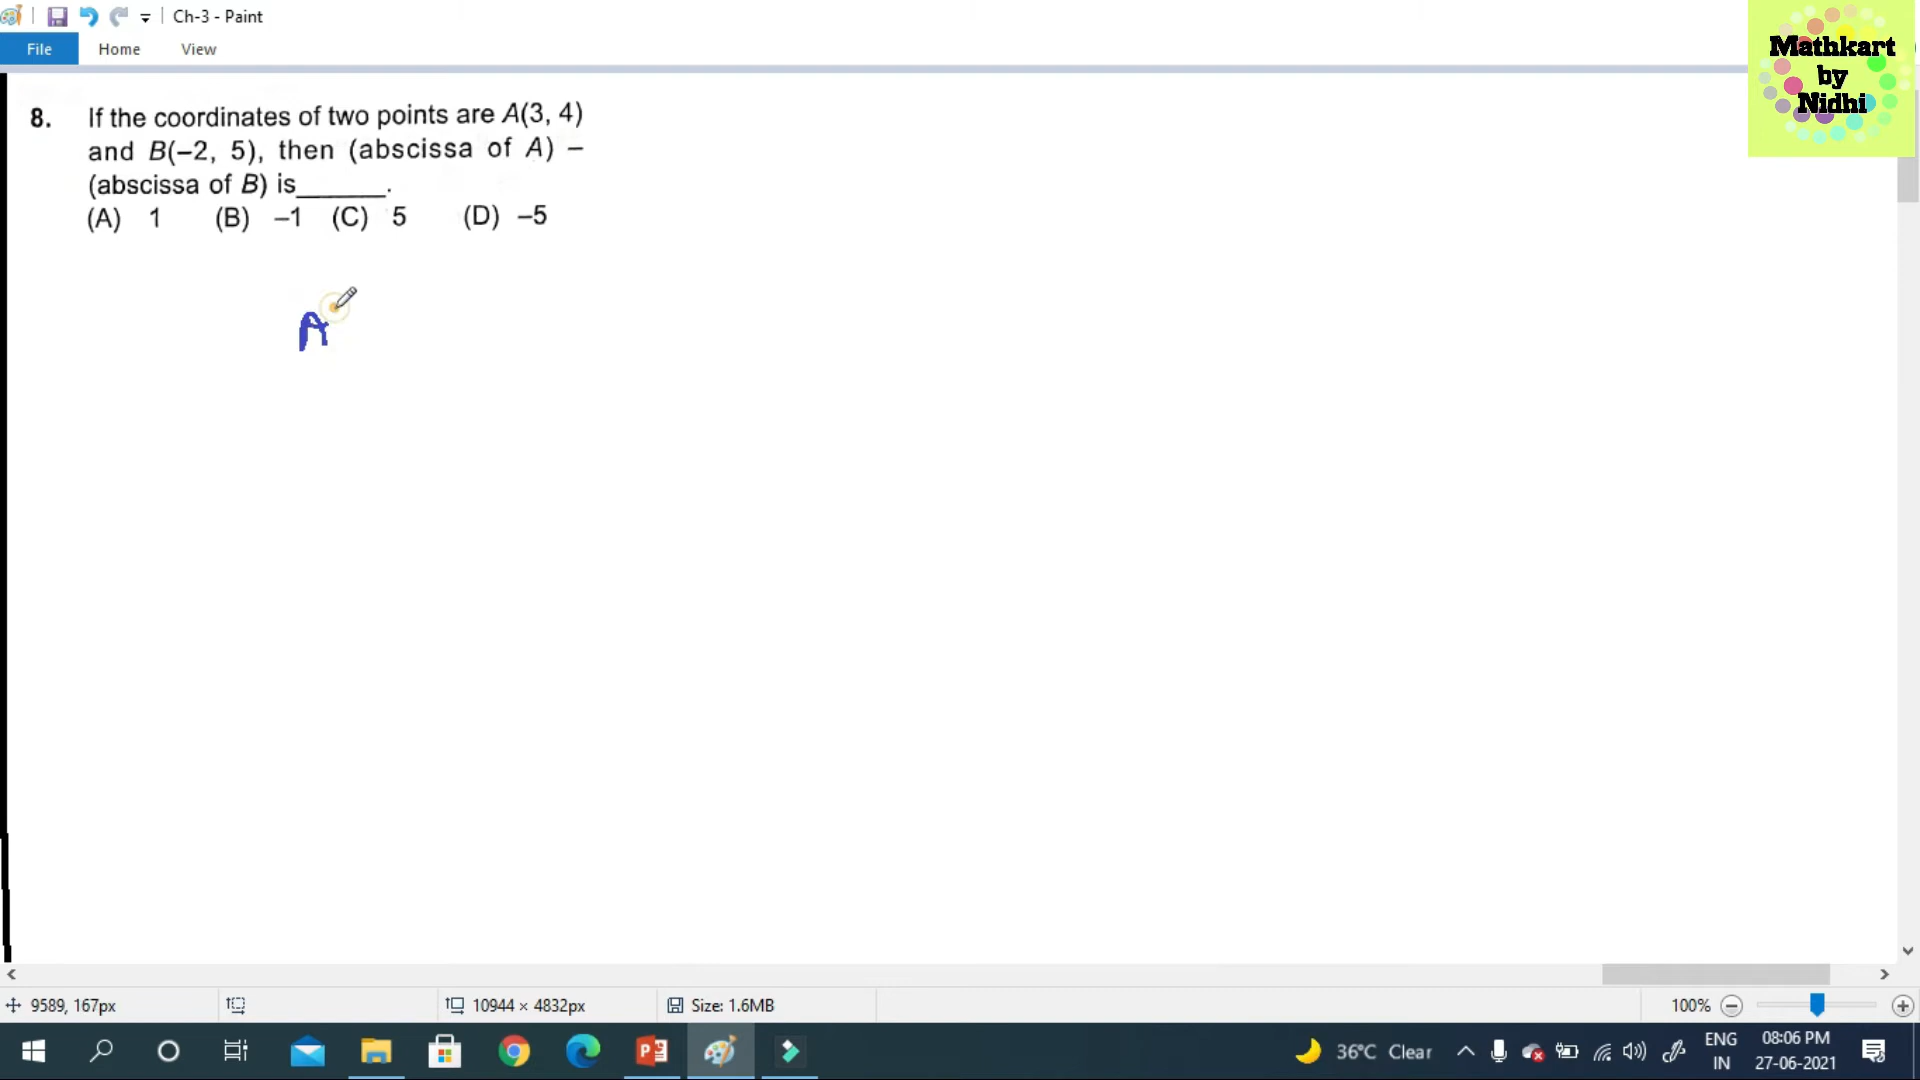 Ch-3 - Paint
File Home View
Mathkart
by
Nidhi
8. If the coordinates of two points are A(3, 4)
and B(–2, 5), then (abscissa of A) –
(abscissa of B) is______.
(A) 1 (B) –1 (C) 5 (D) –5
A
9589, 167px 10944 × 4832px Size: 1.6MB 100%
36°C Clear ENG IN 08:06 PM 27-06-2021